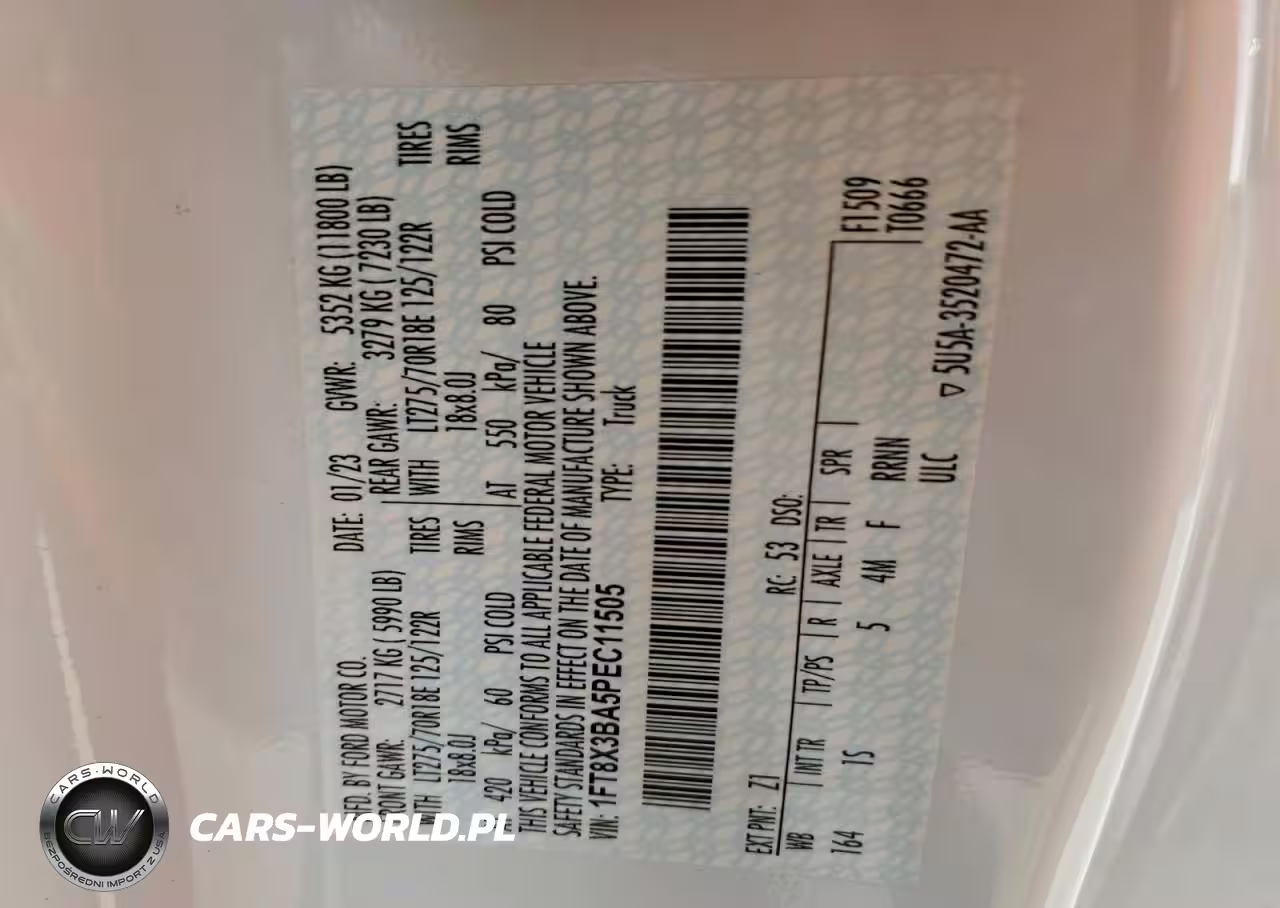 MFD. BY FORD MOTOR CO. DATE: 01/23 GVWR: 5352 KG (11800 LB)
FRONT GAWR: 2717 KG ( 5990 LB) REAR GAWR: 3279 KG ( 7230 LB)
WITH LT275/70R18E 125/122R TIRES WITH LT275/70R18E 125/122R TIRES
18x8.0J RIMS 18x8.0J RIMS
AT 420 kPa/ 60 PSI COLD AT 550 kPa/ 80 PSI COLD
THIS VEHICLE CONFORMS TO ALL APPLICABLE FEDERAL MOTOR VEHICLE
SAFETY STANDARDS IN EFFECT ON THE DATE OF MANUFACTURE SHOWN ABOVE.
VIN: 1FT8X3BA5PEC11505 TYPE: Truck
EXT PNT: Z1 RC: 53 DSO:
WB INT TR TP/PS R AXLE TR SPR F1509
164 1S 5 4M F RRNN T0666
ULC ▽ 5U5A-3520472-AA
CARS-WORLD
CW
BEZPOŚREDNI IMPORT Z USA
CARS-WORLD.PL